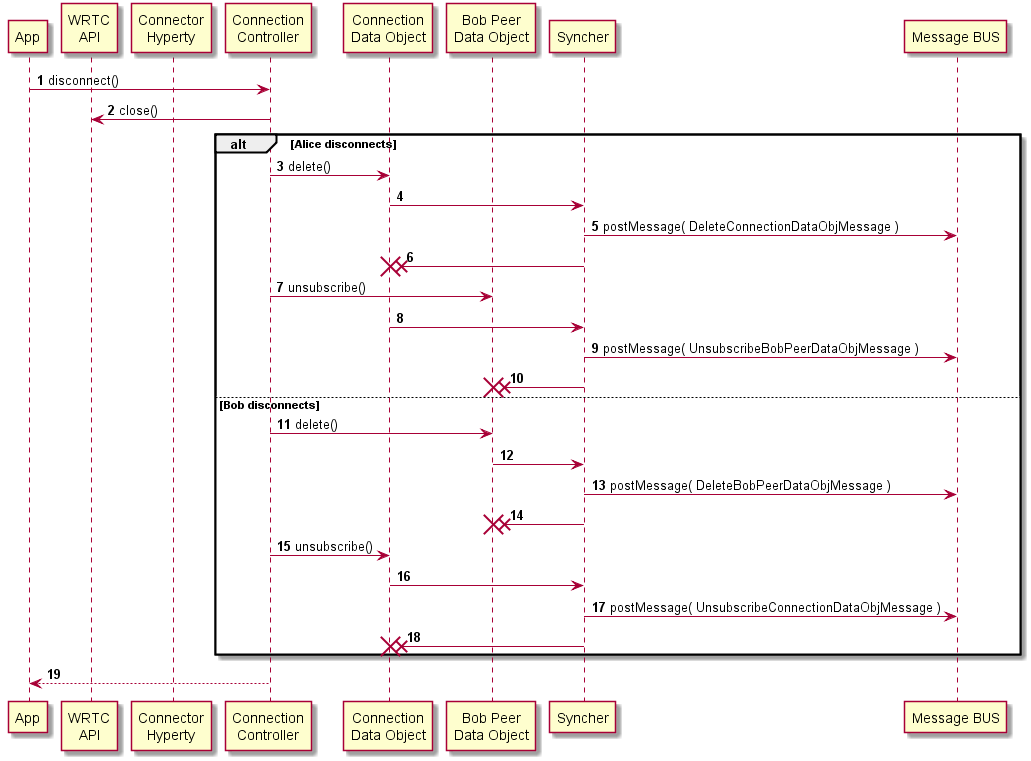 App
WRTC
API
Connector
Hyperty
Connection
Controller
Connection
Data Object
Bob Peer
Data Object
Syncher
Message BUS
1 disconnect()
2 close()
alt [Alice disconnects]
3 delete()
4
5 postMessage( DeleteConnectionDataObjMessage )
6
7 unsubscribe()
8
9 postMessage( UnsubscribeBobPeerDataObjMessage )
10
[Bob disconnects]
11 delete()
12
13 postMessage( DeleteBobPeerDataObjMessage )
14
15 unsubscribe()
16
17 postMessage( UnsubscribeConnectionDataObjMessage )
18
19
App
WRTC
API
Connector
Hyperty
Connection
Controller
Connection
Data Object
Bob Peer
Data Object
Syncher
Message BUS